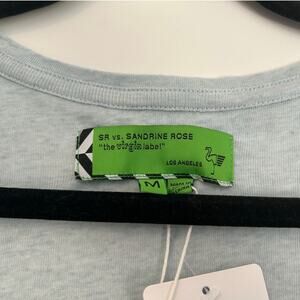 SR vs. SANDRINE ROSE
"the virgin label"
LOS ANGELES
M